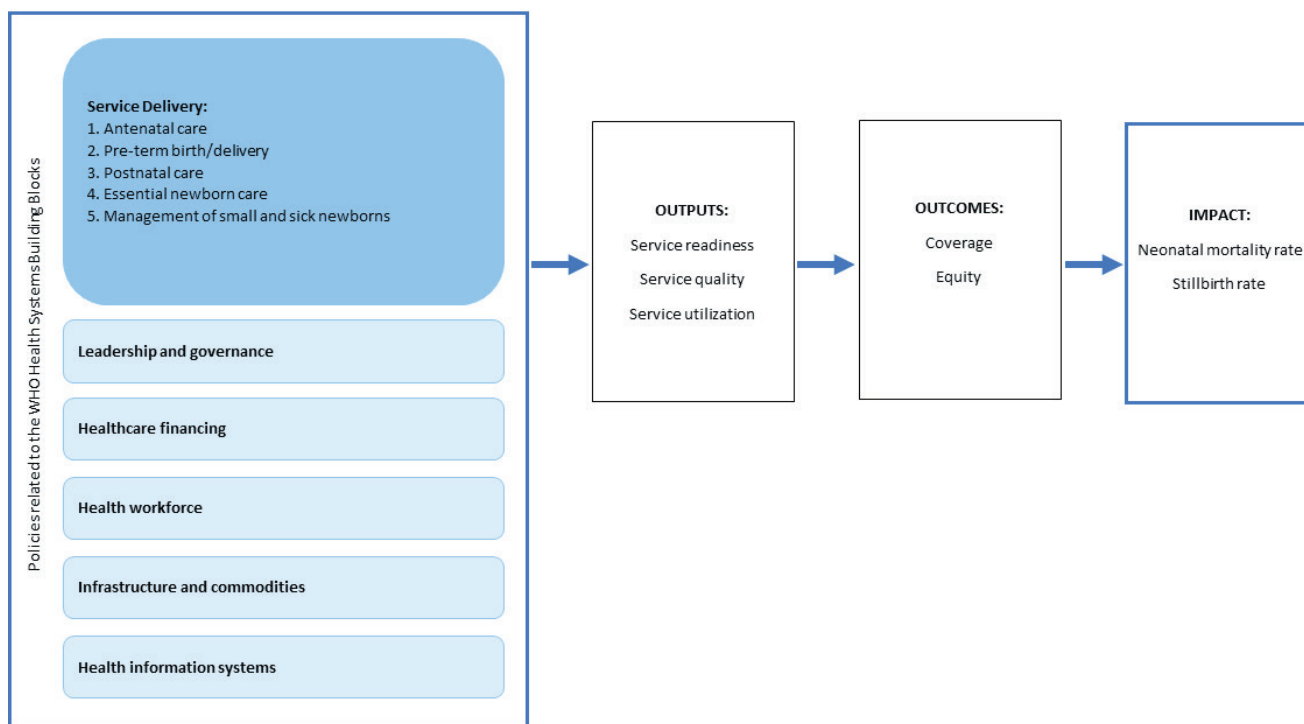 Policies related to the WHO Health Systems Building Blocks
Service Delivery:
1. Antenatal care
2. Pre-term birth/delivery
3. Postnatal care
4. Essential newborn care
5. Management of small and sick newborns
Leadership and governance
Healthcare financing
Health workforce
Infrastructure and commodities
Health information systems
OUTPUTS:
Service readiness
Service quality
Service utilization
OUTCOMES:
Coverage
Equity
IMPACT:
Neonatal mortality rate
Stillbirth rate